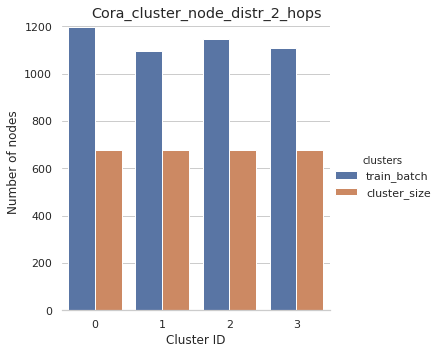 Cora_cluster_node_distr_2_hops
1200
1000
800
600
400
200
0
Number of nodes
0 1 2 3
Cluster ID
clusters
train_batch
cluster_size